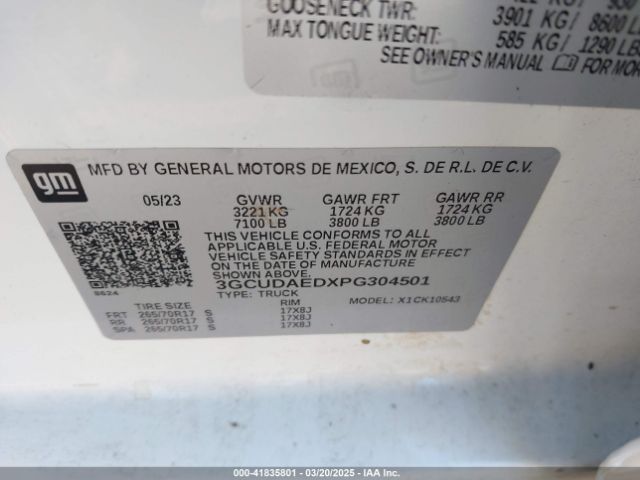 GOOSENECK TWR: 3901 KG/ 8600 LB
MAX TONGUE WEIGHT: 585 KG/ 1290 LB
SEE OWNER'S MANUAL FOR MOR
gm
MFD BY GENERAL MOTORS DE MEXICO, S. DE R.L. DE C.V.
05/23 GVWR GAWR FRT GAWR RR
3221 KG 1724 KG 1724 KG
7100 LB 3800 LB 3800 LB
THIS VEHICLE CONFORMS TO ALL
APPLICABLE U.S. FEDERAL MOTOR
VEHICLE SAFETY STANDARDS IN EFFECT
ON THE DATE OF MANUFACTURE
SHOWN ABOVE.
3GCUDAEDXPG304501
8624
TYPE: TRUCK MODEL: X1CK10543
TIRE SIZE RIM
FRT 265/70R17 S 17X8J
RR 265/70R17 S 17X8J
SPA 265/70R17 S 17X8J
000-41835801 — 03/20/2025 — IAA Inc.